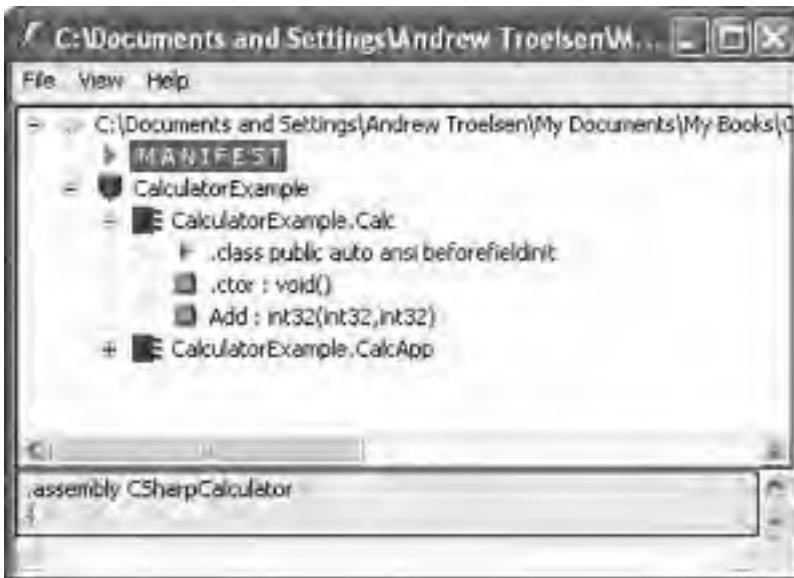 C:\Documents and Settings\Andrew Troelsen\M...
File View Help
C:\Documents and Settings\Andrew Troelsen\My Documents\My Books\C
MANIFEST
CalculatorExample
CalculatorExample.Calc
.class public auto ansi beforefieldinit
.ctor : void()
Add : int32(int32,int32)
CalculatorExample.CalcApp
.assembly CSharpCalculator
{